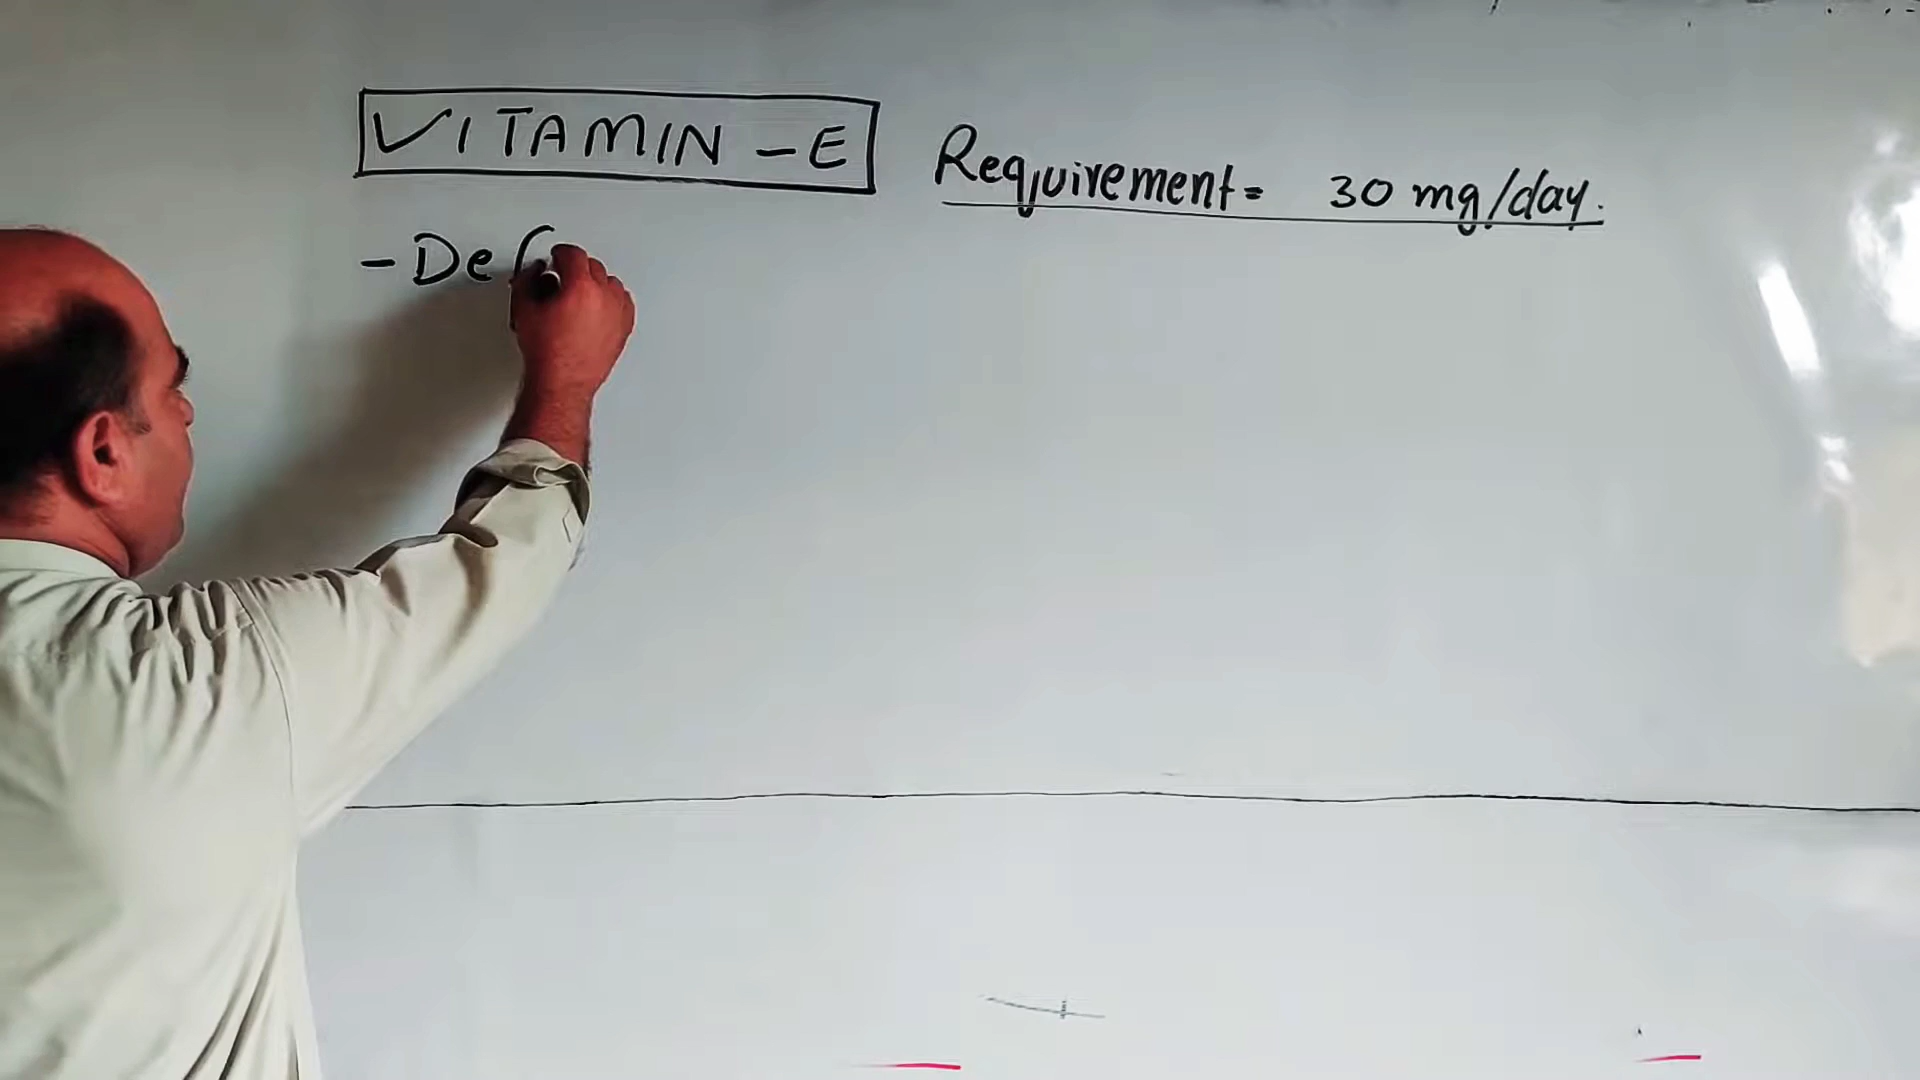 VITAMIN - E
Requirement = 30 mg/day.
- De